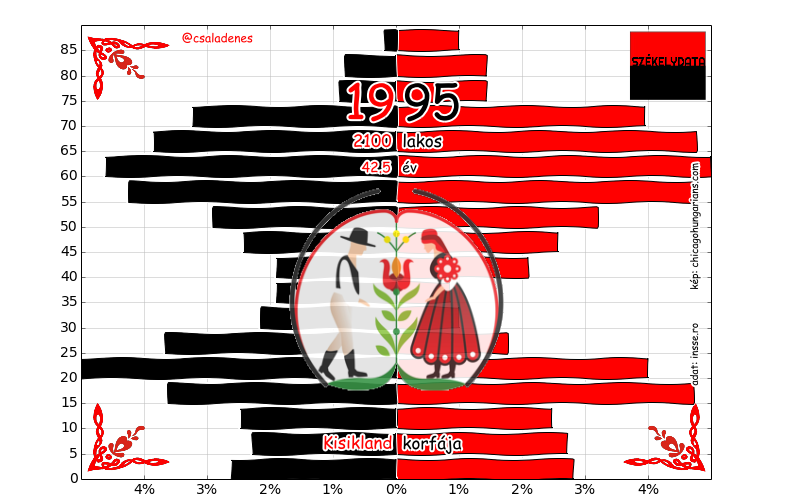 @csaladenes
SZÉKELYDATA
1995
2100 lakos
42,5 év
kép: chicagohungarians.com
adat: insse.ro
Kisikland korfája
85
80
75
70
65
60
55
50
45
40
35
30
25
20
15
10
5
0
4% 3% 2% 1% 0% 1% 2% 3% 4%